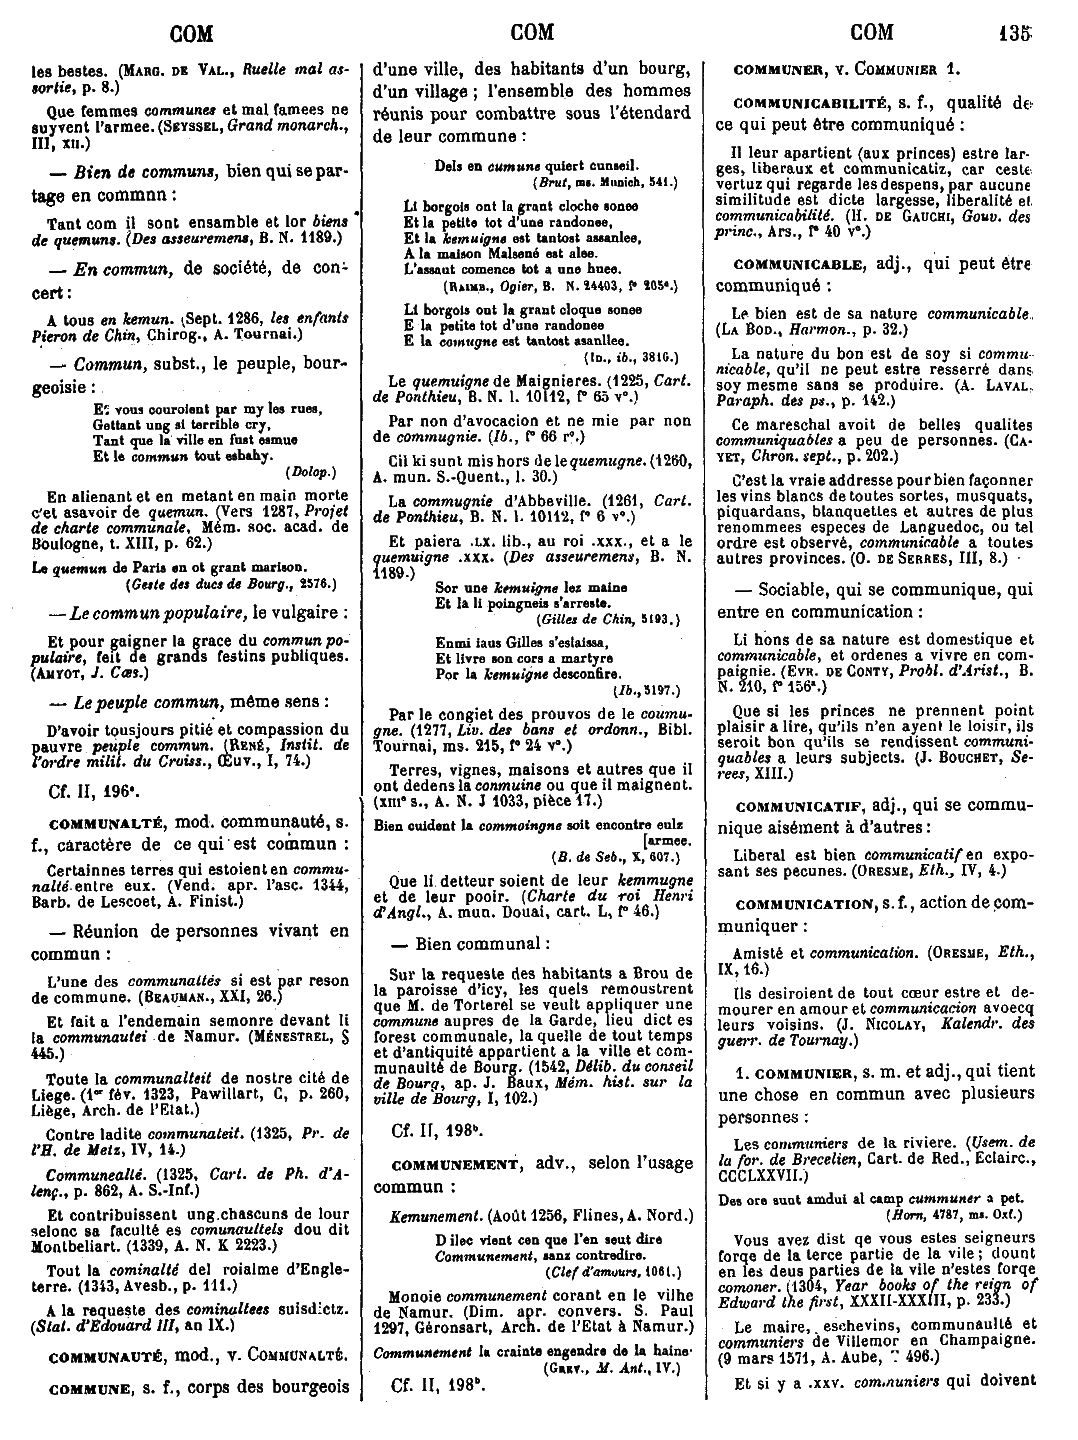 COM
COM
COM
135
les bestes. (MARG. DE VAL., Ruelle mal as-
sortie, p. 8.)
Que femmes communes et mal famees ne
suyvent l'armee. (SEYSSEL, Grand monarch.,
III, XII.)
— Bien de communs, bien qui se par-
tage en commnn :
Tant com il sont ensamble et lor biens
de quemuns. (Des asseuremens, B. N. 1189.)
— En commun, de société, de con-
cert :
A tous en kemun. (Sept. 1286, les enfants
Pieron de Chin, Chirog., A. Tournai.)
— Commun, subst., le peuple, bour-
geoisie :
Et vous couroient par my les rues,
Gettant ung si terrible cry,
Tant que la ville en fust esmue
Et le commun tout esbahy.
(Dolop.)
En alienant et en metant en main morte
c'et asavoir de quemun. (Vers 1287, Projet
de charte communale, Mém. soc. acad. de
Boulogne, t. XIII, p. 62.)
Le quemun de Paris en ot grant marison.
(Geste des ducs de Bourg., 2576.)
— Le commun populaire, le vulgaire :
Et pour gaigner la grace du commun po-
pulaire, feit de grands festins publiques.
(AMYOT, J. Cæs.)
— Le peuple commun, même sens :
D'avoir tousjours pitié et compassion du
pauvre peuple commun. (RENÉ, Instit. de
l'ordre milit. du Croiss., Œuv., I, 74.)
Cf. II, 196ª.
COMMUNALTÉ, mod. communauté, s.
f., caractère de ce qui est commun :
Certainnes terres qui estoient en commu-
nalté entre eux. (Vend. apr. l'asc. 1344,
Barb. de Lescoet, A. Finist.)
— Réunion de personnes vivant en
commun :
L'une des communaltés si est par reson
de commune. (BEAUMAN., XXI, 26.)
Et fait a l'endemain semonre devant li
la communautei de Namur. (MÉNESTREL, §
445.)
Toute la communalteit de nostre cité de
Liege. (1er fév. 1323, Pawillart, C, p. 260,
Liège, Arch. de l'Etat.)
Contre ladite communateit. (1325, Pr. de
l'H. de Metz, IV, 14.)
Communeallé. (1325, Cart. de Ph. d'A-
lenç., p. 862, A. S.-Inf.)
Et contribuissent ung chascuns de lour
selonc sa faculté es comunaultels dou dit
Montbeliart. (1339, A. N. K 2223.)
Tout la cominalté del roialme d'Engle-
terre. (1343, Avesb., p. 111.)
A la requeste des cominaltees suisdictz.
(Stat. d'Edouard III, an IX.)
COMMUNAUTÉ, mod., v. COMMUNALTÉ.
COMMUNE, s. f., corps des bourgeois
d'une ville, des habitants d'un bourg,
d'un village ; l'ensemble des hommes
réunis pour combattre sous l'étendard
de leur commune :
Dels en cumune quiert cunseil.
(Brut, ms. Munich, 541.)
Li borgois ont la grant cloche sonee
Et la petite tot d'une randonee,
Et la kemuigne est tantost assanlee,
A la maison Malsené est alee.
L'assaut comence tot a une huee.
(RAIMB., Ogier, B. N. 24403, f° 205ª.)
Li borgois ont la grant cloque sonee
E la petite tot d'une randonee
E la comugne est tantost asanllee.
(ID., ib., 3816.)
Le quemuigne de Maignieres. (1225, Cart.
de Ponthieu, B. N. l. 10112, f° 65 v°.)
Par non d'avocacion et ne mie par non
de commugnie. (Ib., f° 66 r°.)
Cil ki sunt mis hors de le quemugne. (1260,
A. mun. S.-Quent., l. 30.)
La commugnie d'Abbeville. (1261, Cart.
de Ponthieu, B. N. l. 10112, f° 6 v°.)
Et paiera .LX. lib., au roi .XXX., et a le
quemuigne .XXX. (Des asseuremens, B. N.
1189.)
Sor une kemuigne lez maine
Et la li poingneis s'arreste.
(Gilles de Chin, 5193.)
Enmi iaus Gilles s'eslaissa,
Et livre son cors a martyre
Por la kemuigne desconfire.
(Ib., 5197.)
Par le congiet des prouvos de le coumu-
gne. (1277, Liv. des bans et ordonn., Bibl.
Tournai, ms. 215, f° 24 v°.)
Terres, vignes, maisons et autres que il
ont dedens la conmuine ou que il maignent.
(XIIIe s., A. N. J 1033, pièce 17.)
Bien cuident la commoingne soit encontre eulz
[armee.
(B. de Seb., X, 607.)
Que li detteur soient de leur kemmugne
et de leur pooir. (Charte du roi Henri
d'Angl., A. mun. Douai, cart. L, f° 46.)
— Bien communal :
Sur la requeste des habitants a Brou de
la paroisse d'icy, les quels remoustrent
que M. de Torterel se veult appliquer une
commune aupres de la Garde, lieu dict es
forest communale, la quelle de tout temps
et d'antiquité appartient a la ville et com-
munaulté de Bourg. (1542, Délib. du conseil
de Bourg, ap. J. Baux, Mém. hist. sur la
ville de Bourg, I, 102.)
Cf. II, 198b.
COMMUNEMENT, adv., selon l'usage
commun :
Kemunement. (Août 1256, Flines, A. Nord.)
D ilec vient cen que l'en seut dire
Communement, sanz contredire.
(Clef d'amours, 1061.)
Monoie communement corant en le vilhe
de Namur. (Dim. apr. convers. S. Paul
1297, Géronsart, Arch. de l'Etat à Namur.)
Communement la crainte engendre de la haine.
(GREV., M. Ant., IV.)
Cf. II, 198b.
COMMUNER, v. COMMUNIER 1.
COMMUNICABILITÉ, s. f., qualité de
ce qui peut être communiqué :
Il leur apartient (aux princes) estre lar-
ges, liberaux et communicatiz, car ceste
vertuz qui regarde les despens, par aucune
similitude est dicte largesse, liberalité et
communicabilité. (H. DE GAUCHI, Gouv. des
princ., Ars., f° 40 v°.)
COMMUNICABLE, adj., qui peut être
communiqué :
Le bien est de sa nature communicable.
(LA BOD., Harmon., p. 32.)
La nature du bon est de soy si commu-
nicable, qu'il ne peut estre resserré dans
soy mesme sans se produire. (A. LAVAL,
Paraph. des ps., p. 142.)
Ce mareschal avoit de belles qualites
communiquables a peu de personnes. (CA-
YET, Chron. sept., p. 202.)
C'est la vraie addresse pour bien façonner
les vins blancs de toutes sortes, musquats,
piquardans, blanquettes et autres de plus
renommees especes de Languedoc, ou tel
ordre est observé, communicable a toutes
autres provinces. (O. DE SERRES, III, 8.)
— Sociable, qui se communique, qui
entre en communication :
Li hons de sa nature est domestique et
communicable, et ordenes a vivre en com-
paignie. (EVR. DE CONTY, Probl. d'Arist., B.
N. 210, f° 156ª.)
Que si les princes ne prennent point
plaisir a lire, qu'ils n'en ayent le loisir, ils
seroit bon qu'ils se rendissent communi-
quables a leurs subjects. (J. BOUCHET, Se-
rees, XIII.)
COMMUNICATIF, adj., qui se commu-
nique aisément à d'autres :
Liberal est bien communicatif en expo-
sant ses pecunes. (ORESME, Eth., IV, 4.)
COMMUNICATION, s. f., action de com-
muniquer :
Amisté et communication. (ORESME, Eth.,
IX, 16.)
Ils desiroient de tout cœur estre et de-
mourer en amour et communicacion avoecq
leurs voisins. (J. NICOLAY, Kalendr. des
guerr. de Tournay.)
1. COMMUNIER, s. m. et adj., qui tient
une chose en commun avec plusieurs
personnes :
Les communiers de la riviere. (Usem. de
la for. de Brecelien, Cart. de Red., Eclairc.,
CCCLXXVII.)
Des ore sunt amdui al camp cummuner a pet.
(Horn, 4787, ms. Oxf.)
Vous avez dist qe vous estes seigneurs
forqe de la terce partie de la vile ; dount
en les deus parties de la vile n'estes forqe
comoner. (1304, Year books of the reign of
Edward the first, XXXII-XXXIII, p. 233.)
Le maire, eschevins, communaulté et
communiers de Villemor en Champaigne.
(9 mars 1571, A. Aube, 496.)
Et si y a .XXV. communiers qui doivent